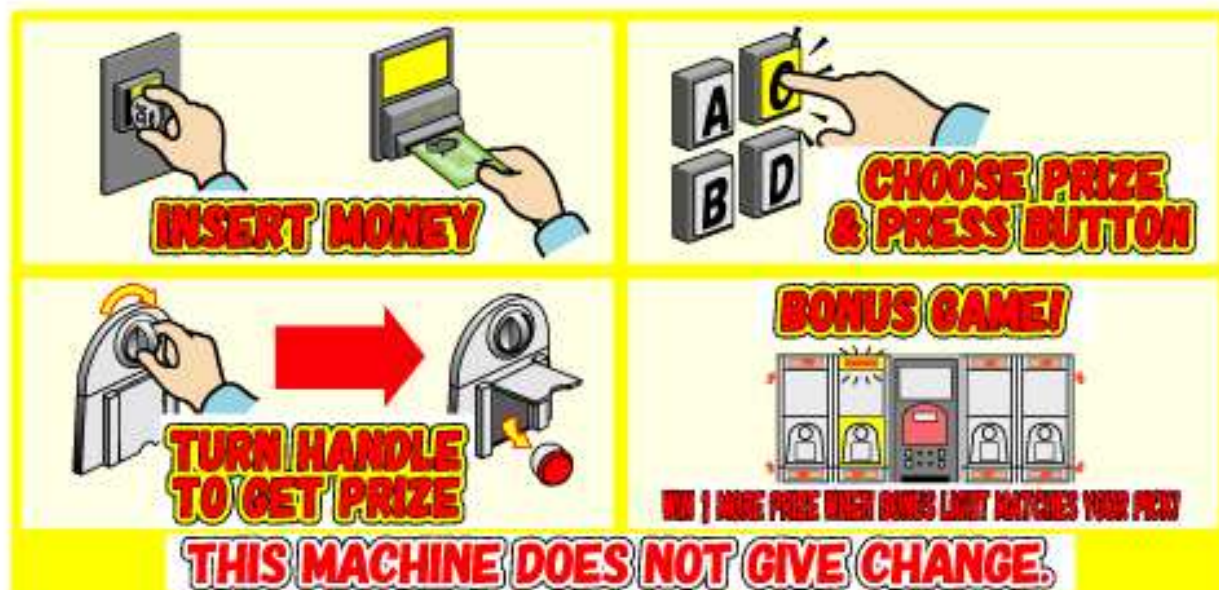 INSERT MONEY
A
C
B
D
CHOOSE PRIZE
& PRESS BUTTON
TURN HANDLE
TO GET PRIZE
BONUS GAME!
WIN 1 MORE PRIZE WHEN BONUS LIGHT MATCHES YOUR PICK!
THIS MACHINE DOES NOT GIVE CHANGE.